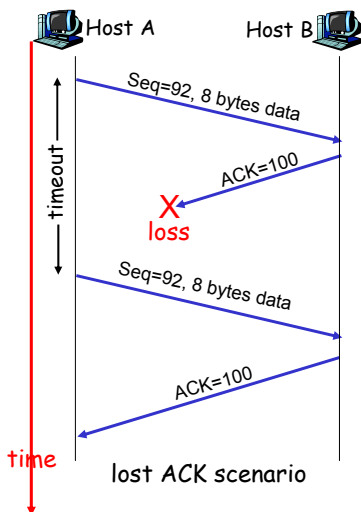 Host A
Host B
Seq=92, 8 bytes data
timeout
ACK=100
X
loss
Seq=92, 8 bytes data
ACK=100
time
lost ACK scenario